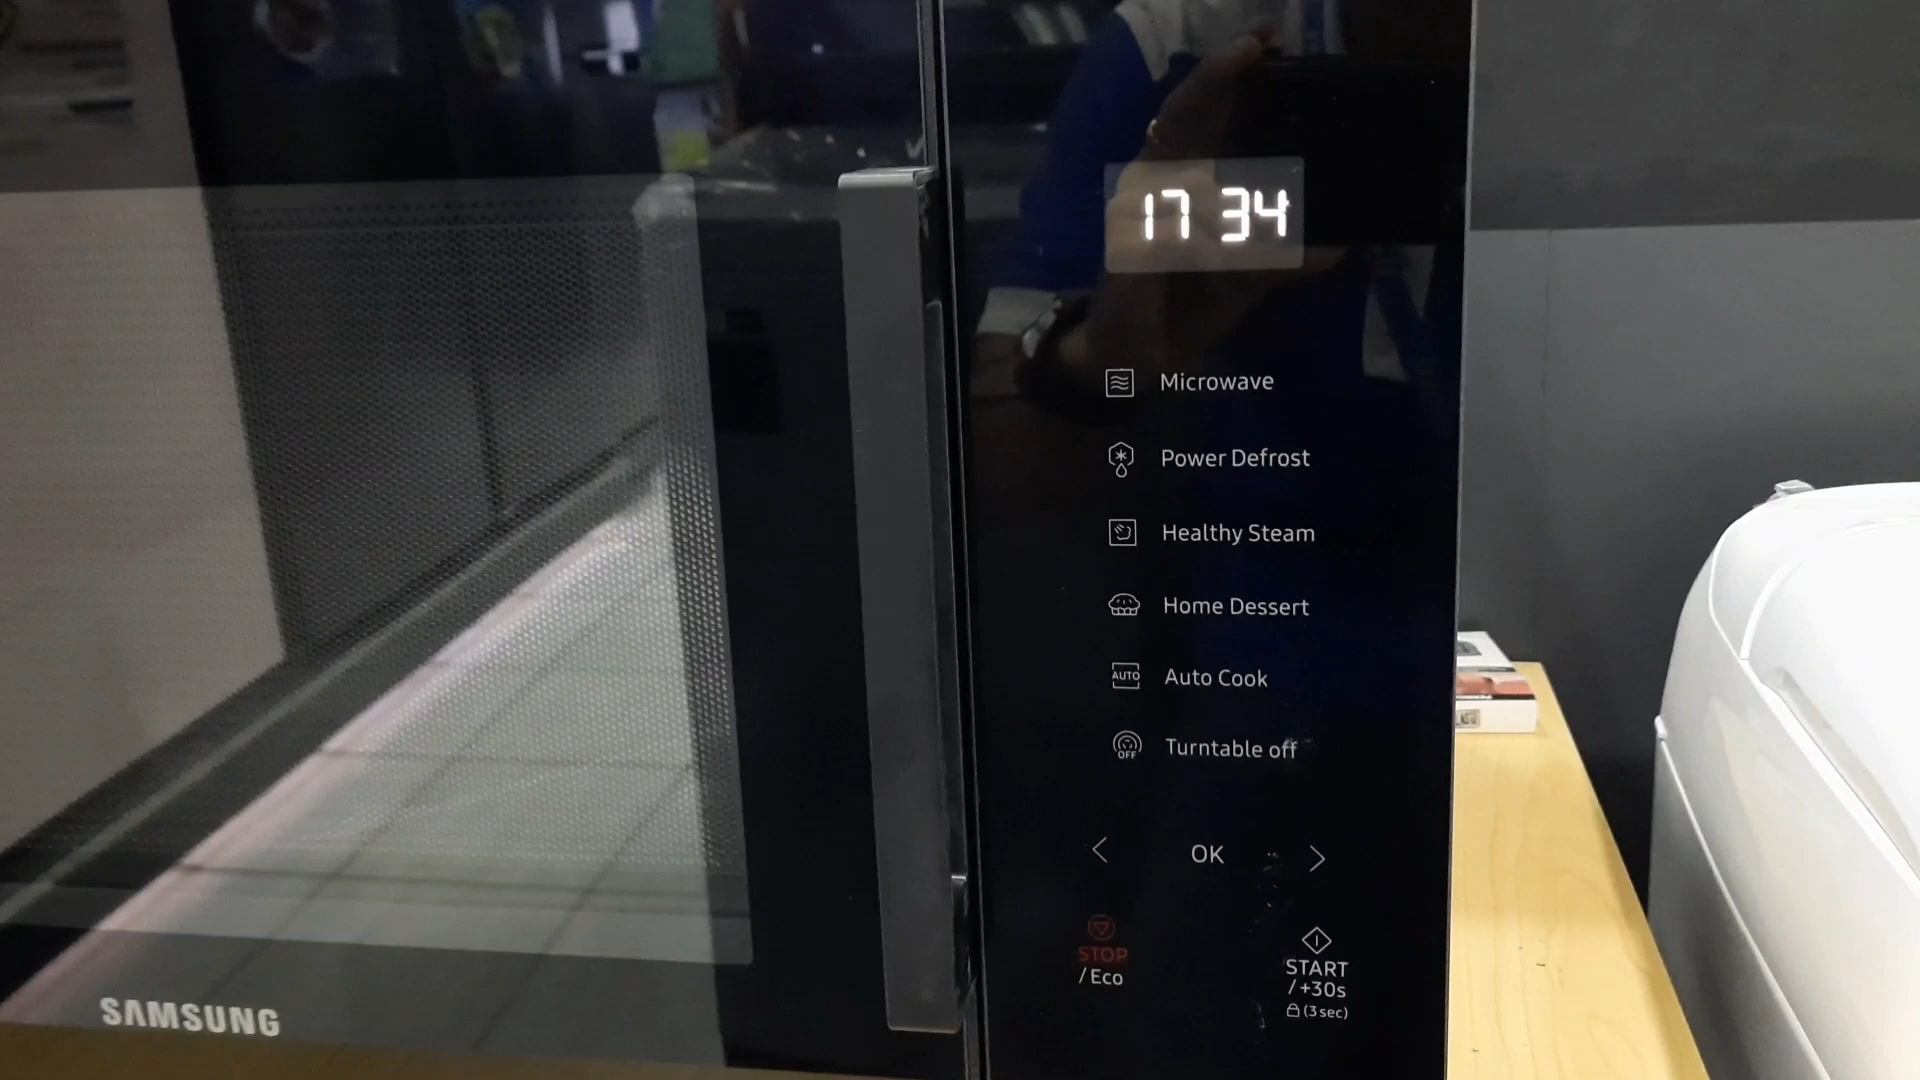 17 34
Microwave
Power Defrost
Healthy Steam
Home Dessert
AUTO Auto Cook
OFF Turntable off
OK
STOP
/Eco
START
/+30s
(3 sec)
SAMSUNG